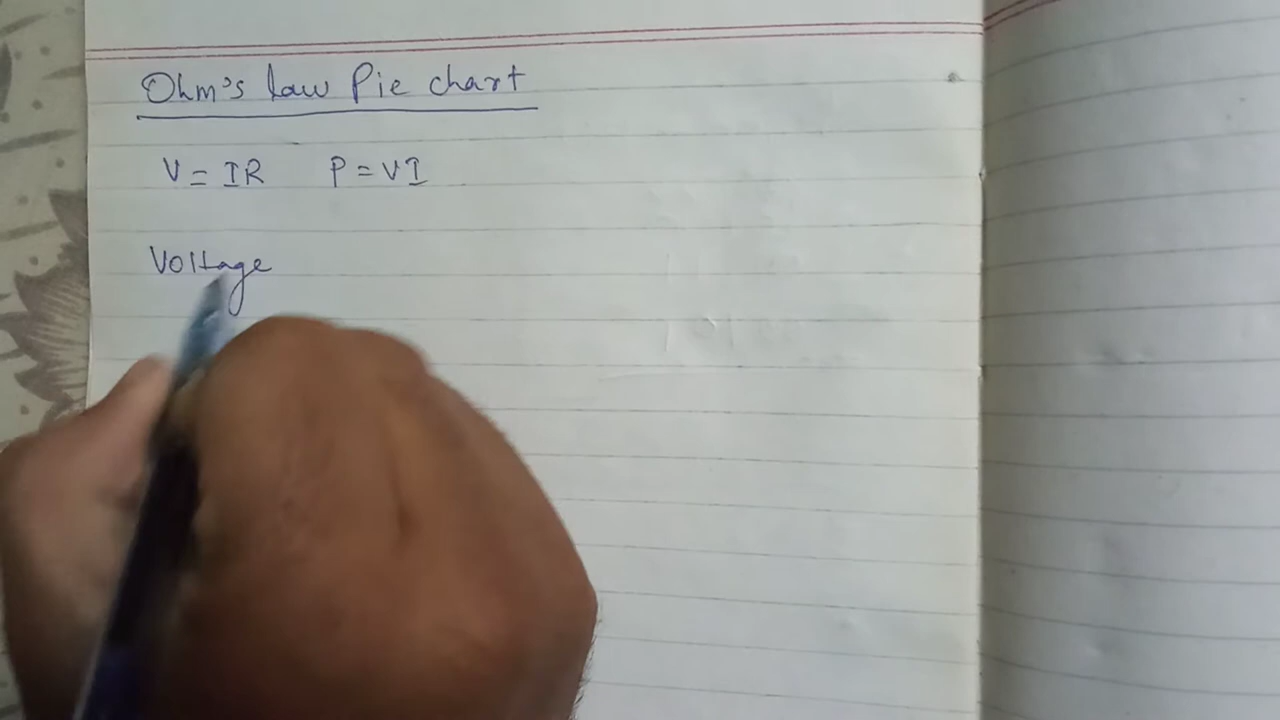 Ohm's law Pie chart
V = IR P = VI
Voltage